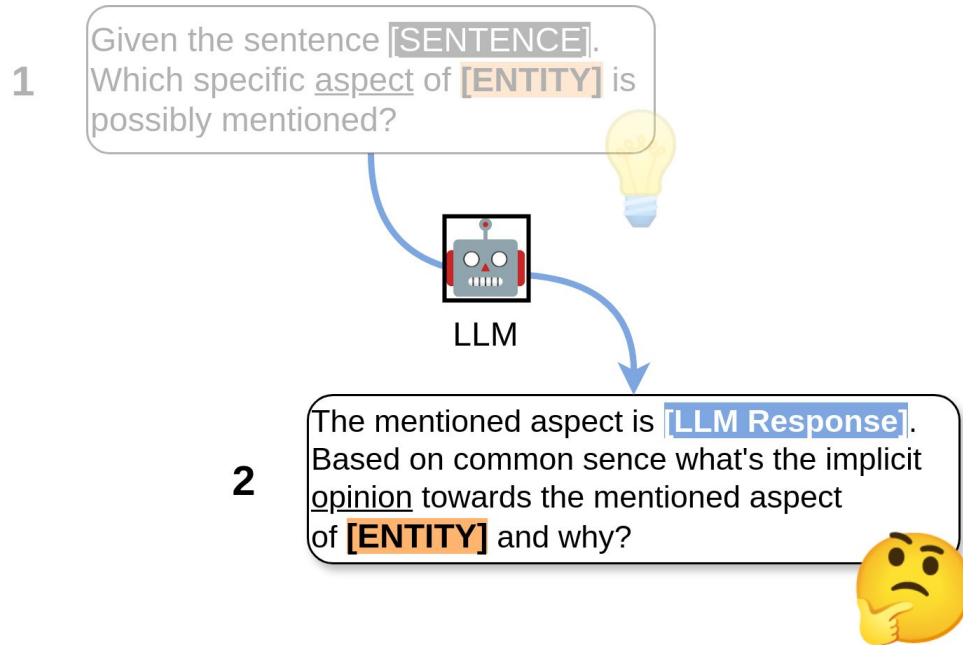 1
Given the sentence [SENTENCE].
Which specific aspect of [ENTITY] is
possibly mentioned?
LLM
2
The mentioned aspect is [LLM Response].
Based on common sence what's the implicit
opinion towards the mentioned aspect
of [ENTITY] and why?